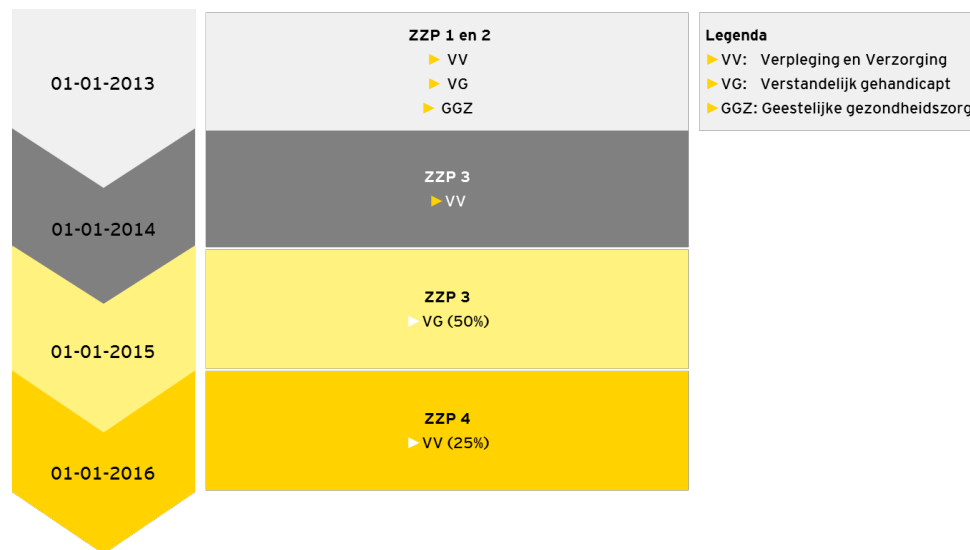 01-01-2013
ZZP 1 en 2
VV
VG
GGZ
01-01-2014
ZZP 3
VV
01-01-2015
ZZP 3
VG (50%)
01-01-2016
ZZP 4
VV (25%)
Legenda
VV: Verpleging en Verzorging
VG: Verstandelijk gehandicapt
GGZ: Geestelijke gezondheidszorg